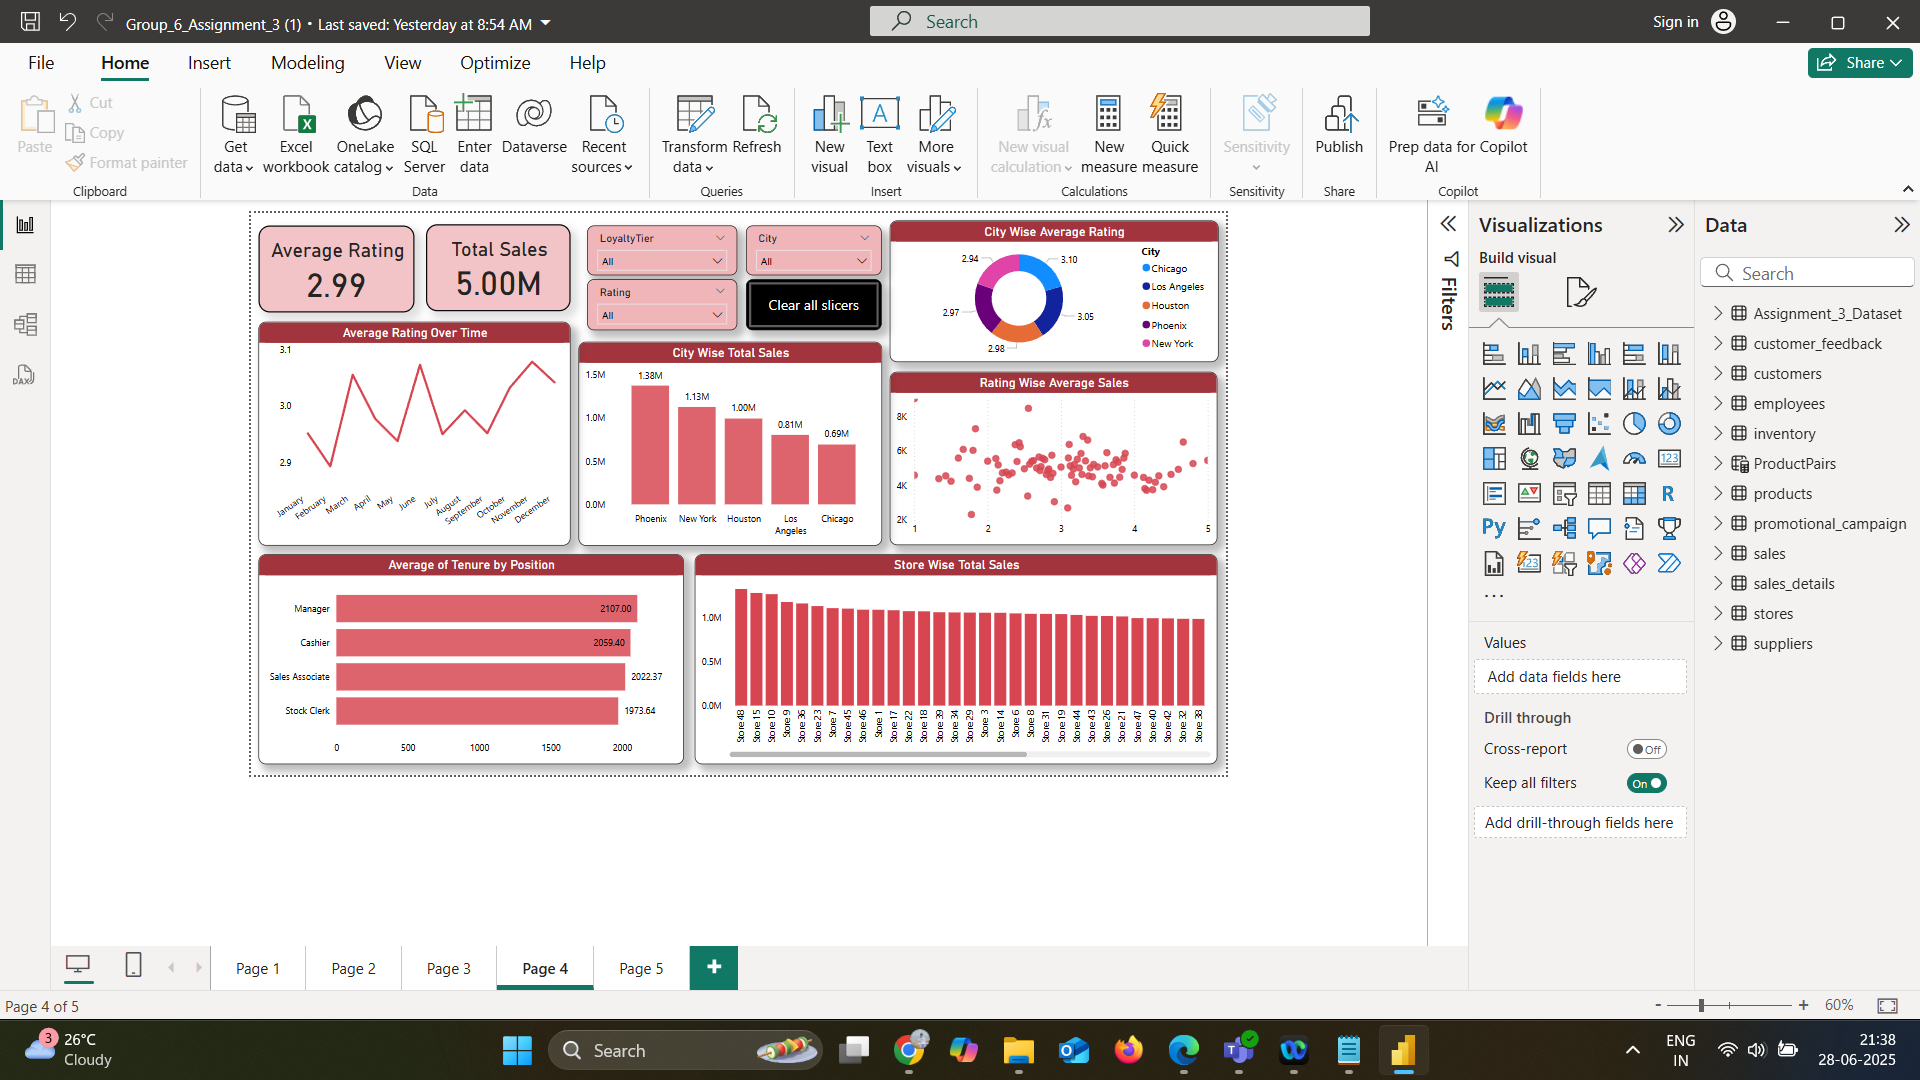 Group_6_Assignment_3 (1) • Last saved: Yesterday at 8:54 AM
Search
Sign in
File
Home
Insert
Modeling
View
Optimize
Help
Share
Paste
Cut
Copy
Format painter
Clipboard
Get data
Excel workbook
OneLake catalog
SQL Server
Enter data
Dataverse
Recent sources
Data
Transform data
Refresh
Queries
New visual
Text box
More visuals
Insert
New visual calculation
New measure
Quick measure
Calculations
Sensitivity
Sensitivity
Publish
Share
Prep data for AI
Copilot
Copilot
Average Rating
2.99
Total Sales
5.00M
LoyaltyTier
All
City
All
Rating
All
Clear all slicers
City Wise Average Rating
2.94
3.10
2.97
3.05
2.98
City
Chicago
Los Angeles
Houston
Phoenix
New York
Average Rating Over Time
3.1
3.0
2.9
January
February
March
April
May
June
July
August
September
October
November
December
City Wise Total Sales
1.5M
1.0M
0.5M
0.0M
1.38M
1.13M
1.00M
0.81M
0.69M
Phoenix
New York
Houston
Los Angeles
Chicago
Rating Wise Average Sales
8K
6K
4K
2K
1 2 3 4 5
Average of Tenure by Position
Manager
2107.00
Cashier
2059.40
Sales Associate
2022.37
Stock Clerk
1973.64
0 500 1000 1500 2000
Store Wise Total Sales
1.0M
0.5M
0.0M
Store 48
Store 15
Store 10
Store 9
Store 36
Store 23
Store 7
Store 45
Store 46
Store 1
Store 17
Store 22
Store 18
Store 39
Store 34
Store 29
Store 3
Store 14
Store 6
Store 8
Store 31
Store 19
Store 44
Store 43
Store 26
Store 21
Store 47
Store 40
Store 42
Store 32
Store 38
Filters
Visualizations
Build visual
123
R
Py
123
...
Values
Add data fields here
Drill through
Cross-report
Off
Keep all filters
On
Add drill-through fields here
Data
Search
Assignment_3_Dataset
customer_feedback
customers
employees
inventory
ProductPairs
products
promotional_campaign
sales
sales_details
stores
suppliers
DAX
Page 1
Page 2
Page 3
Page 4
Page 5
Page 4 of 5
- + 60%
3
26°C
Cloudy
Search
ENG
IN
21:38
28-06-2025